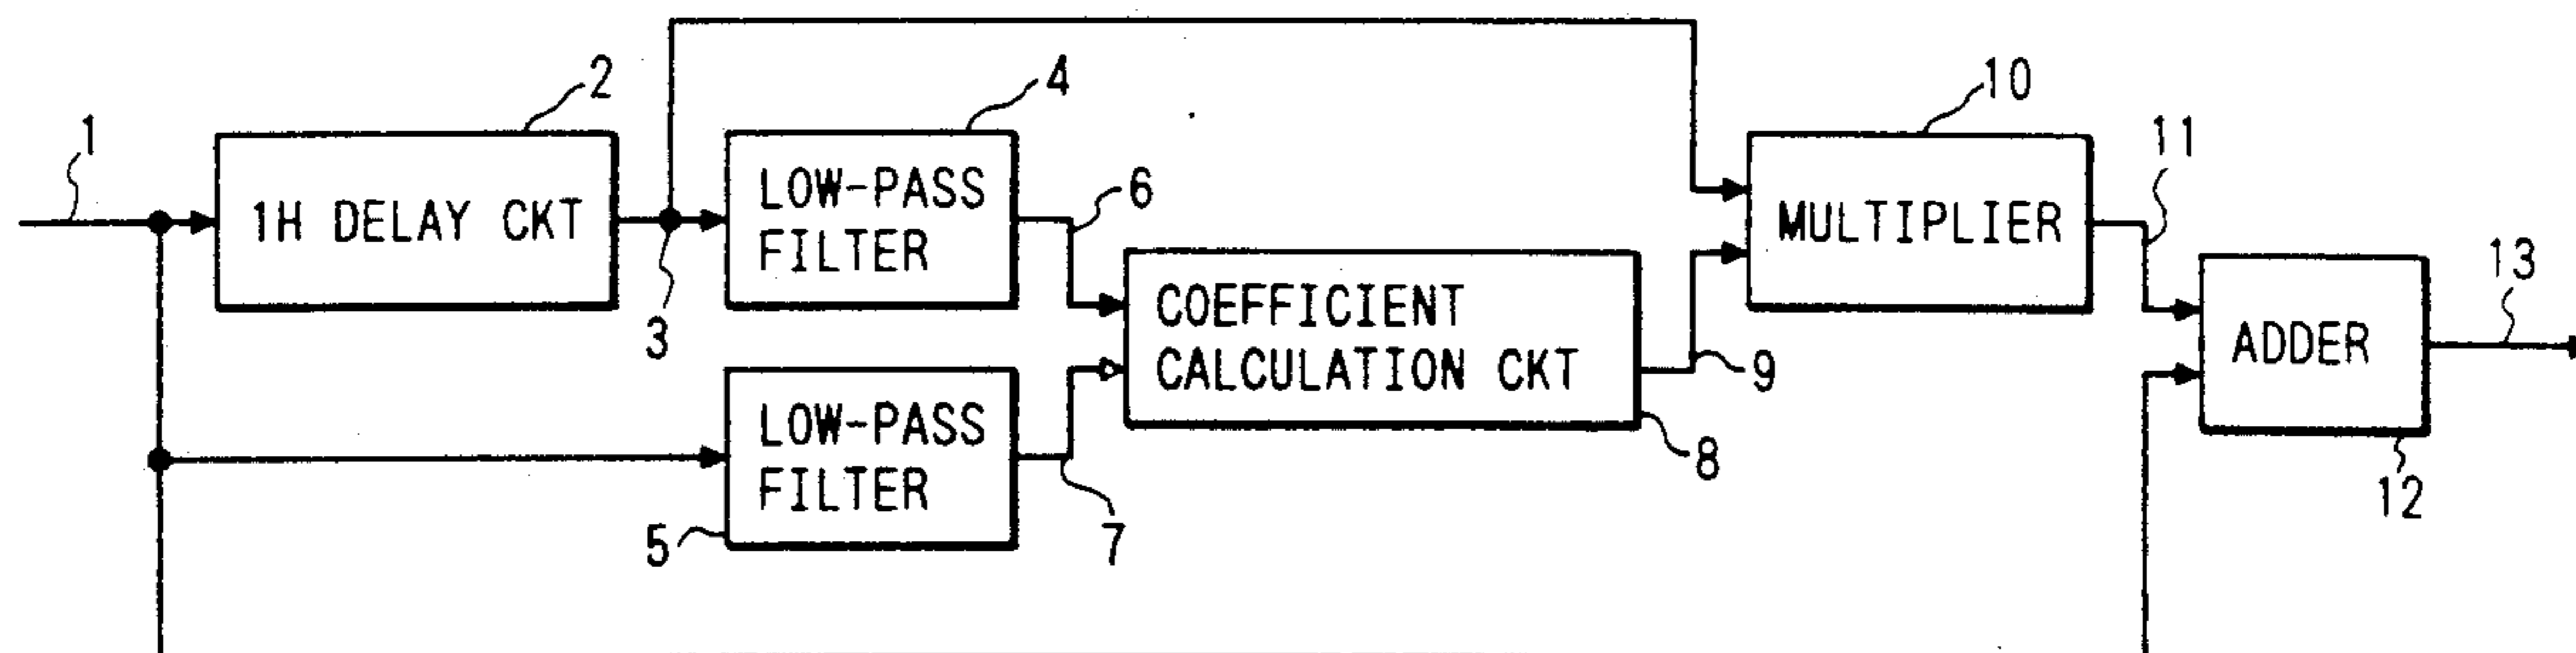 1
2
1H DELAY CKT
3
4
LOW-PASS
FILTER
6
5
LOW-PASS
FILTER
7
COEFFICIENT
CALCULATION CKT
8
9
10
MULTIPLIER
11
ADDER
12
13